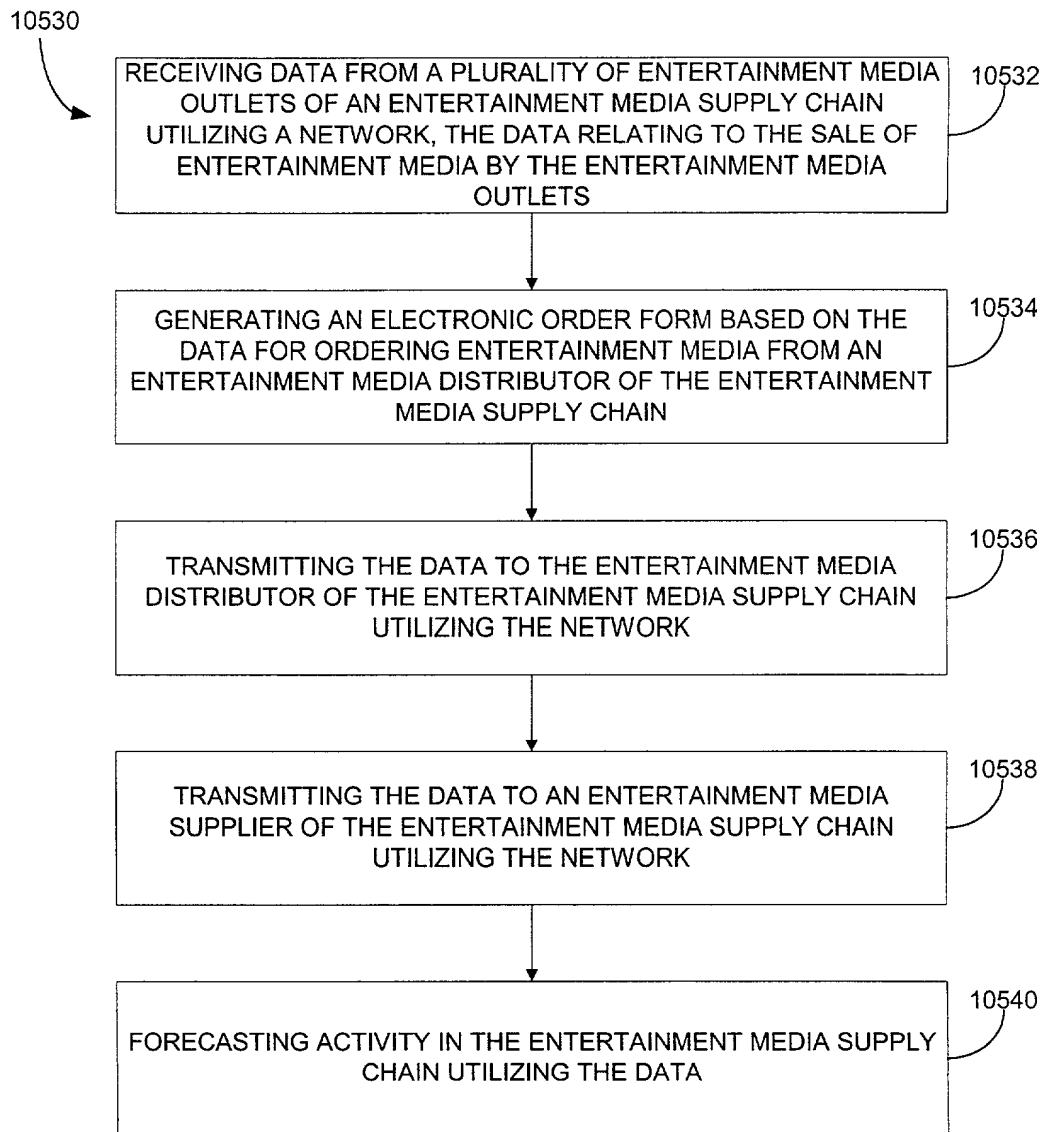 10530
RECEIVING DATA FROM A PLURALITY OF ENTERTAINMENT MEDIA
OUTLETS OF AN ENTERTAINMENT MEDIA SUPPLY CHAIN
UTILIZING A NETWORK, THE DATA RELATING TO THE SALE OF
ENTERTAINMENT MEDIA BY THE ENTERTAINMENT MEDIA
OUTLETS
10532
GENERATING AN ELECTRONIC ORDER FORM BASED ON THE
DATA FOR ORDERING ENTERTAINMENT MEDIA FROM AN
ENTERTAINMENT MEDIA DISTRIBUTOR OF THE ENTERTAINMENT
MEDIA SUPPLY CHAIN
10534
TRANSMITTING THE DATA TO THE ENTERTAINMENT MEDIA
DISTRIBUTOR OF THE ENTERTAINMENT MEDIA SUPPLY CHAIN
UTILIZING THE NETWORK
10536
TRANSMITTING THE DATA TO AN ENTERTAINMENT MEDIA
SUPPLIER OF THE ENTERTAINMENT MEDIA SUPPLY CHAIN
UTILIZING THE NETWORK
10538
FORECASTING ACTIVITY IN THE ENTERTAINMENT MEDIA SUPPLY
CHAIN UTILIZING THE DATA
10540